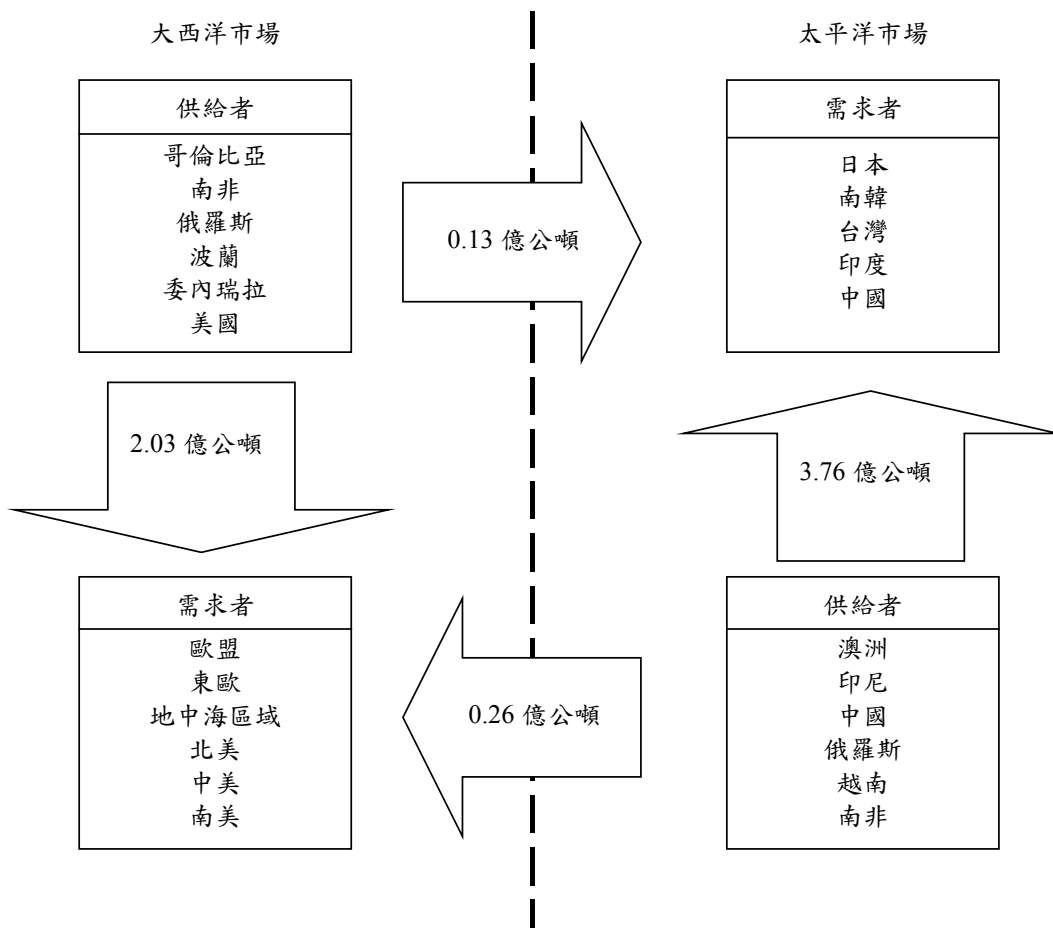 大西洋市場
供給者
哥倫比亞
南非
俄羅斯
波蘭
委內瑞拉
美國
2.03 億公噸
需求者
歐盟
東歐
地中海區域
北美
中美
南美
0.13 億公噸
0.26 億公噸
太平洋市場
需求者
日本
南韓
台灣
印度
中國
3.76 億公噸
供給者
澳洲
印尼
中國
俄羅斯
越南
南非